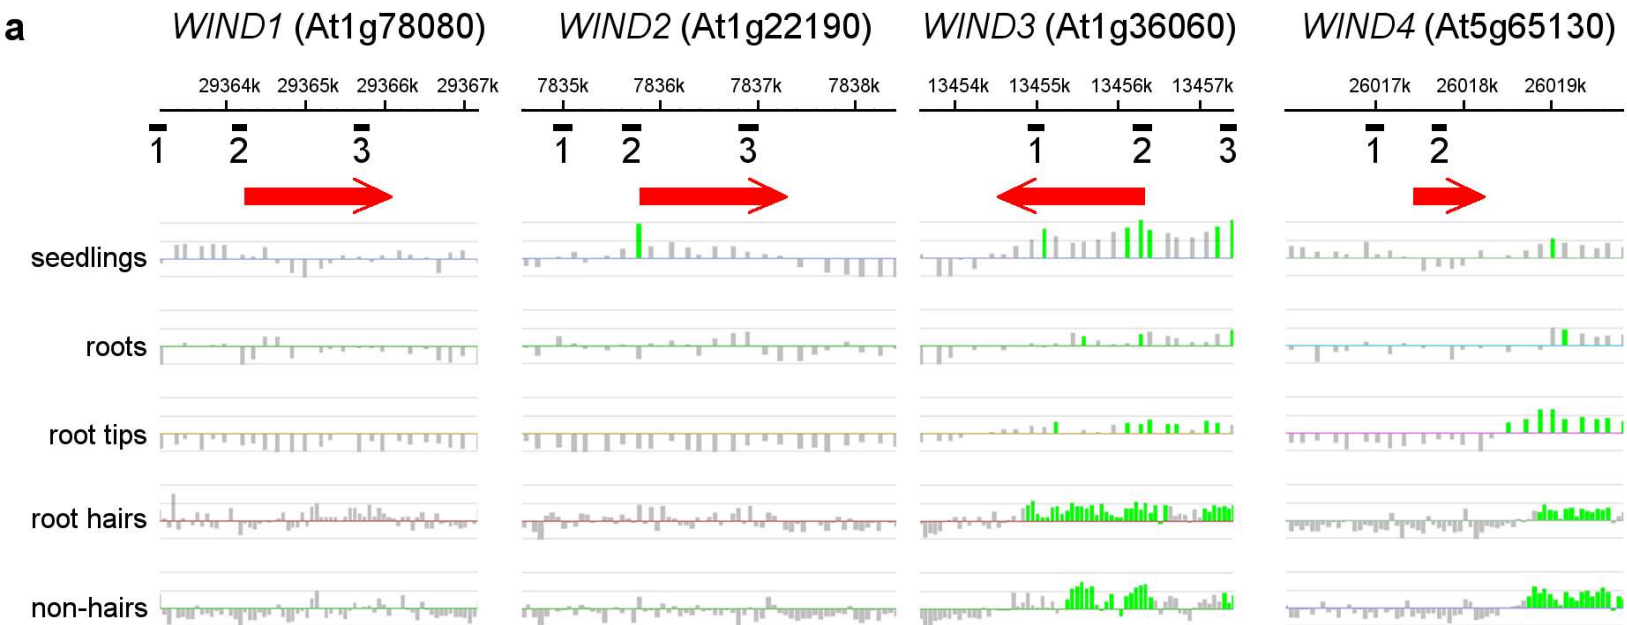 a
WIND1 (At1g78080) WIND2 (At1g22190) WIND3 (At1g36060) WIND4 (At5g65130)
29364k 29365k 29366k 29367k 7835k 7836k 7837k 7838k 13454k 13455k 13456k 13457k 26017k 26018k 26019k
1 2 3 1 2 3 1 2 3 1 2
seedlings
roots
root tips
root hairs
non-hairs